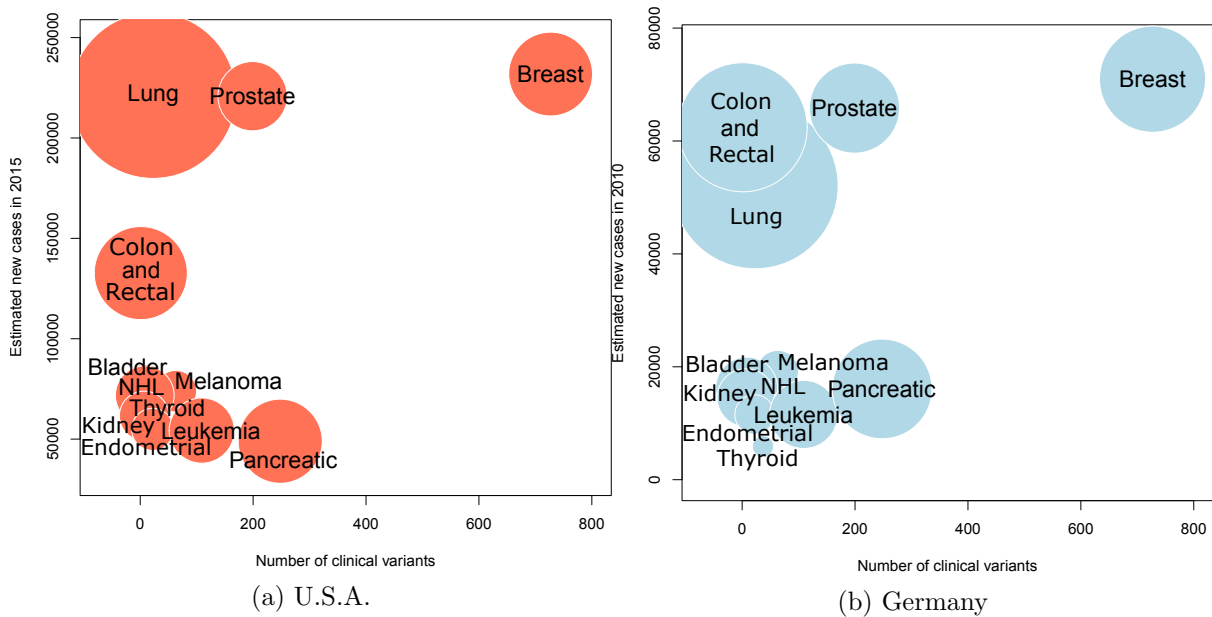 Estimated new cases in 2015
250000
200000
150000
100000
50000
Lung
Prostate
Breast
Colon
and
Rectal
Bladder
NHL
Melanoma
Thyroid
Kidney
Leukemia
Endometrial
Pancreatic
0
200
400
600
800
Number of clinical variants
(a) U.S.A.
Estimated new cases in 2010
80000
60000
40000
20000
0
Colon
and
Rectal
Prostate
Breast
Lung
Bladder
Melanoma
Kidney
NHL
Pancreatic
Leukemia
Endometrial
Thyroid
0
200
400
600
800
Number of clinical variants
(b) Germany